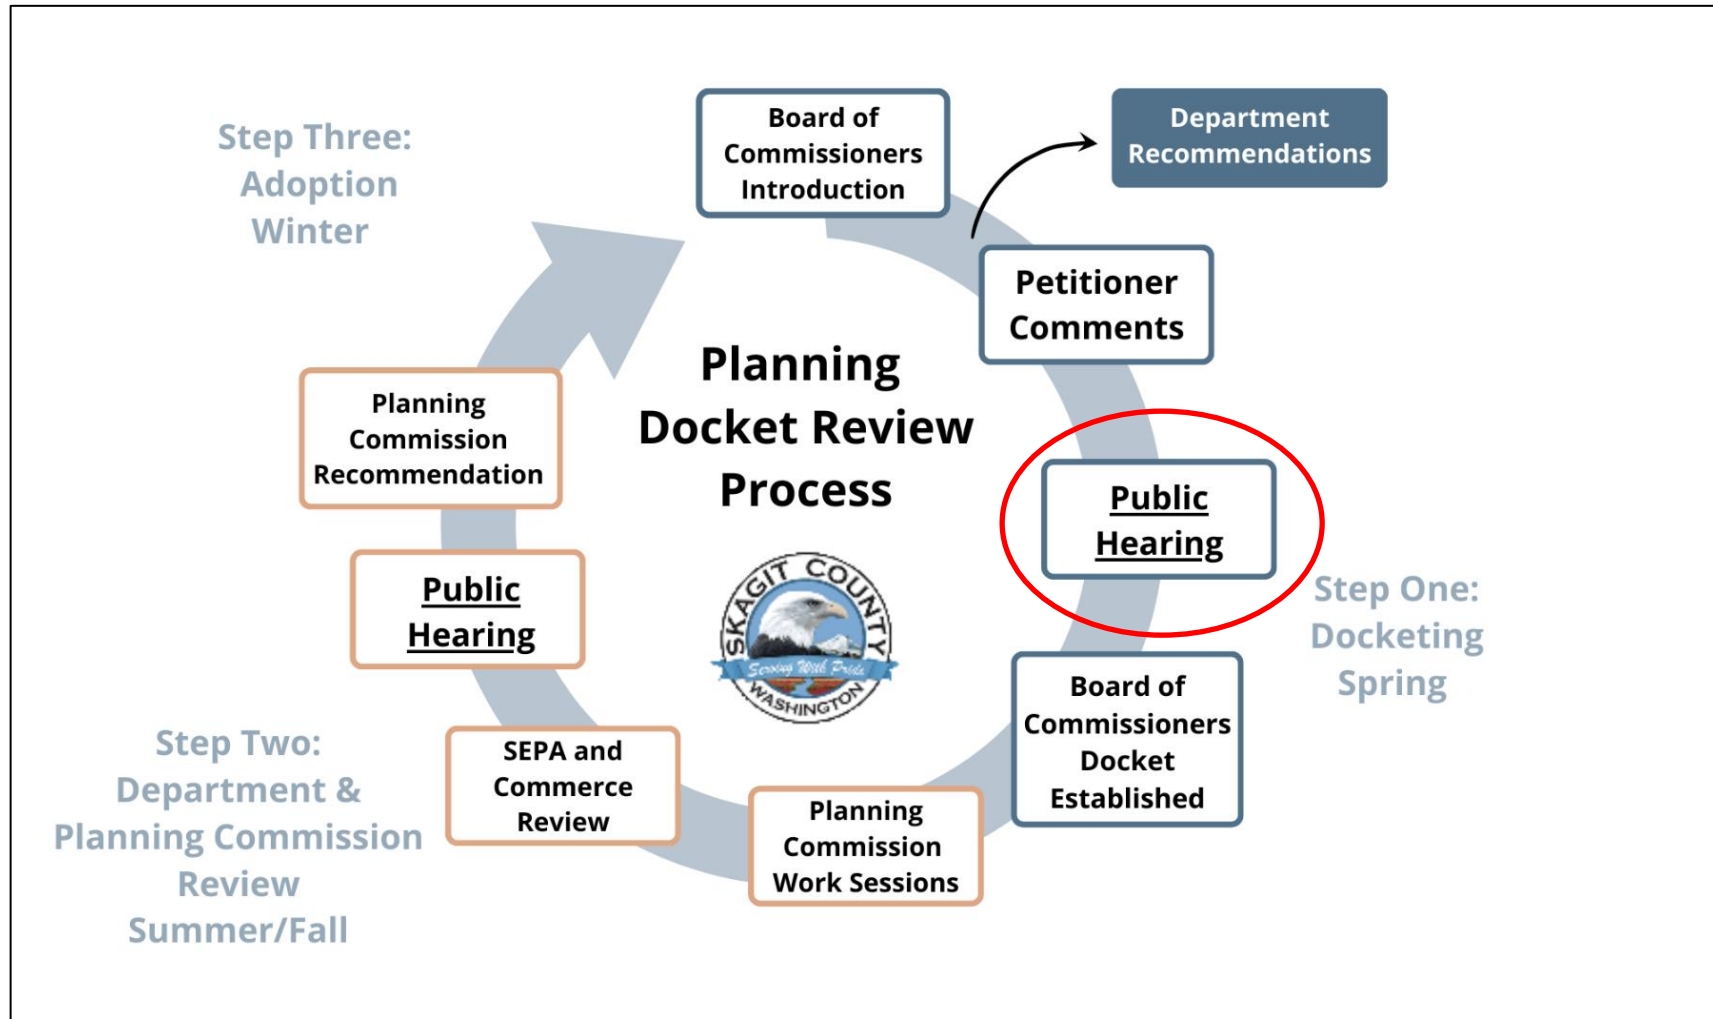 Board of
Commissioners
Introduction
Department
Recommendations
Petitioner
Comments
Public
Hearing
Step One:
Docketing
Spring
Board of
Commissioners
Docket
Established
Planning
Commission
Work Sessions
SEPA and
Commerce
Review
Public
Hearing
Planning
Commission
Recommendation
Step Two:
Department &
Planning Commission
Review
Summer/Fall
Step Three:
Adoption
Winter
Planning
Docket Review
Process
SKAGIT COUNTY
Serving With Pride
WASHINGTON